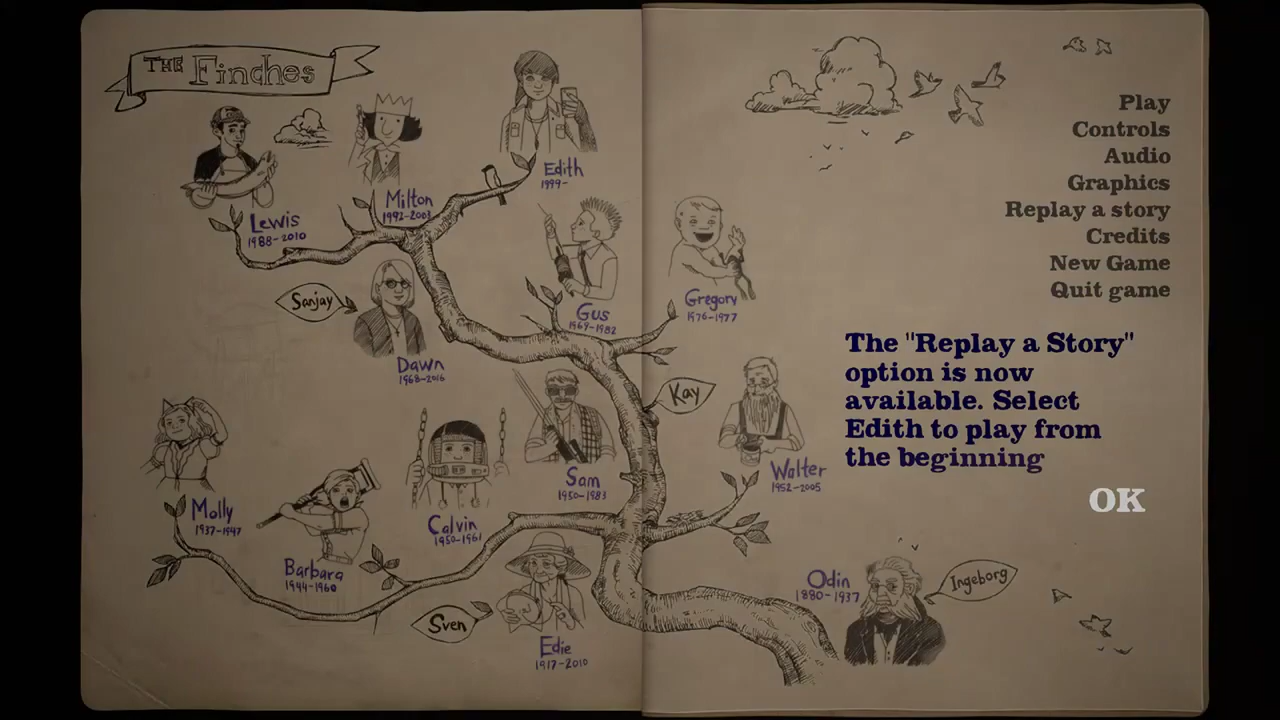 THE Finches
Edith
1999-
Milton
1992-2003
Lewis
1988-2010
Sanjay
Dawn
1968-2016
Gus
1969-1982
Gregory
1976-1977
Kay
Sam
1950-1983
Walter
1952-2005
Molly
1937-1947
Barbara
1944-1960
Calvin
1950-1961
Sven
Edie
1917-2010
Odin
1880-1937
Ingeborg
Play
Controls
Audio
Graphics
Replay a story
Credits
New Game
Quit game
The "Replay a Story"
option is now
available. Select
Edith to play from
the beginning
OK